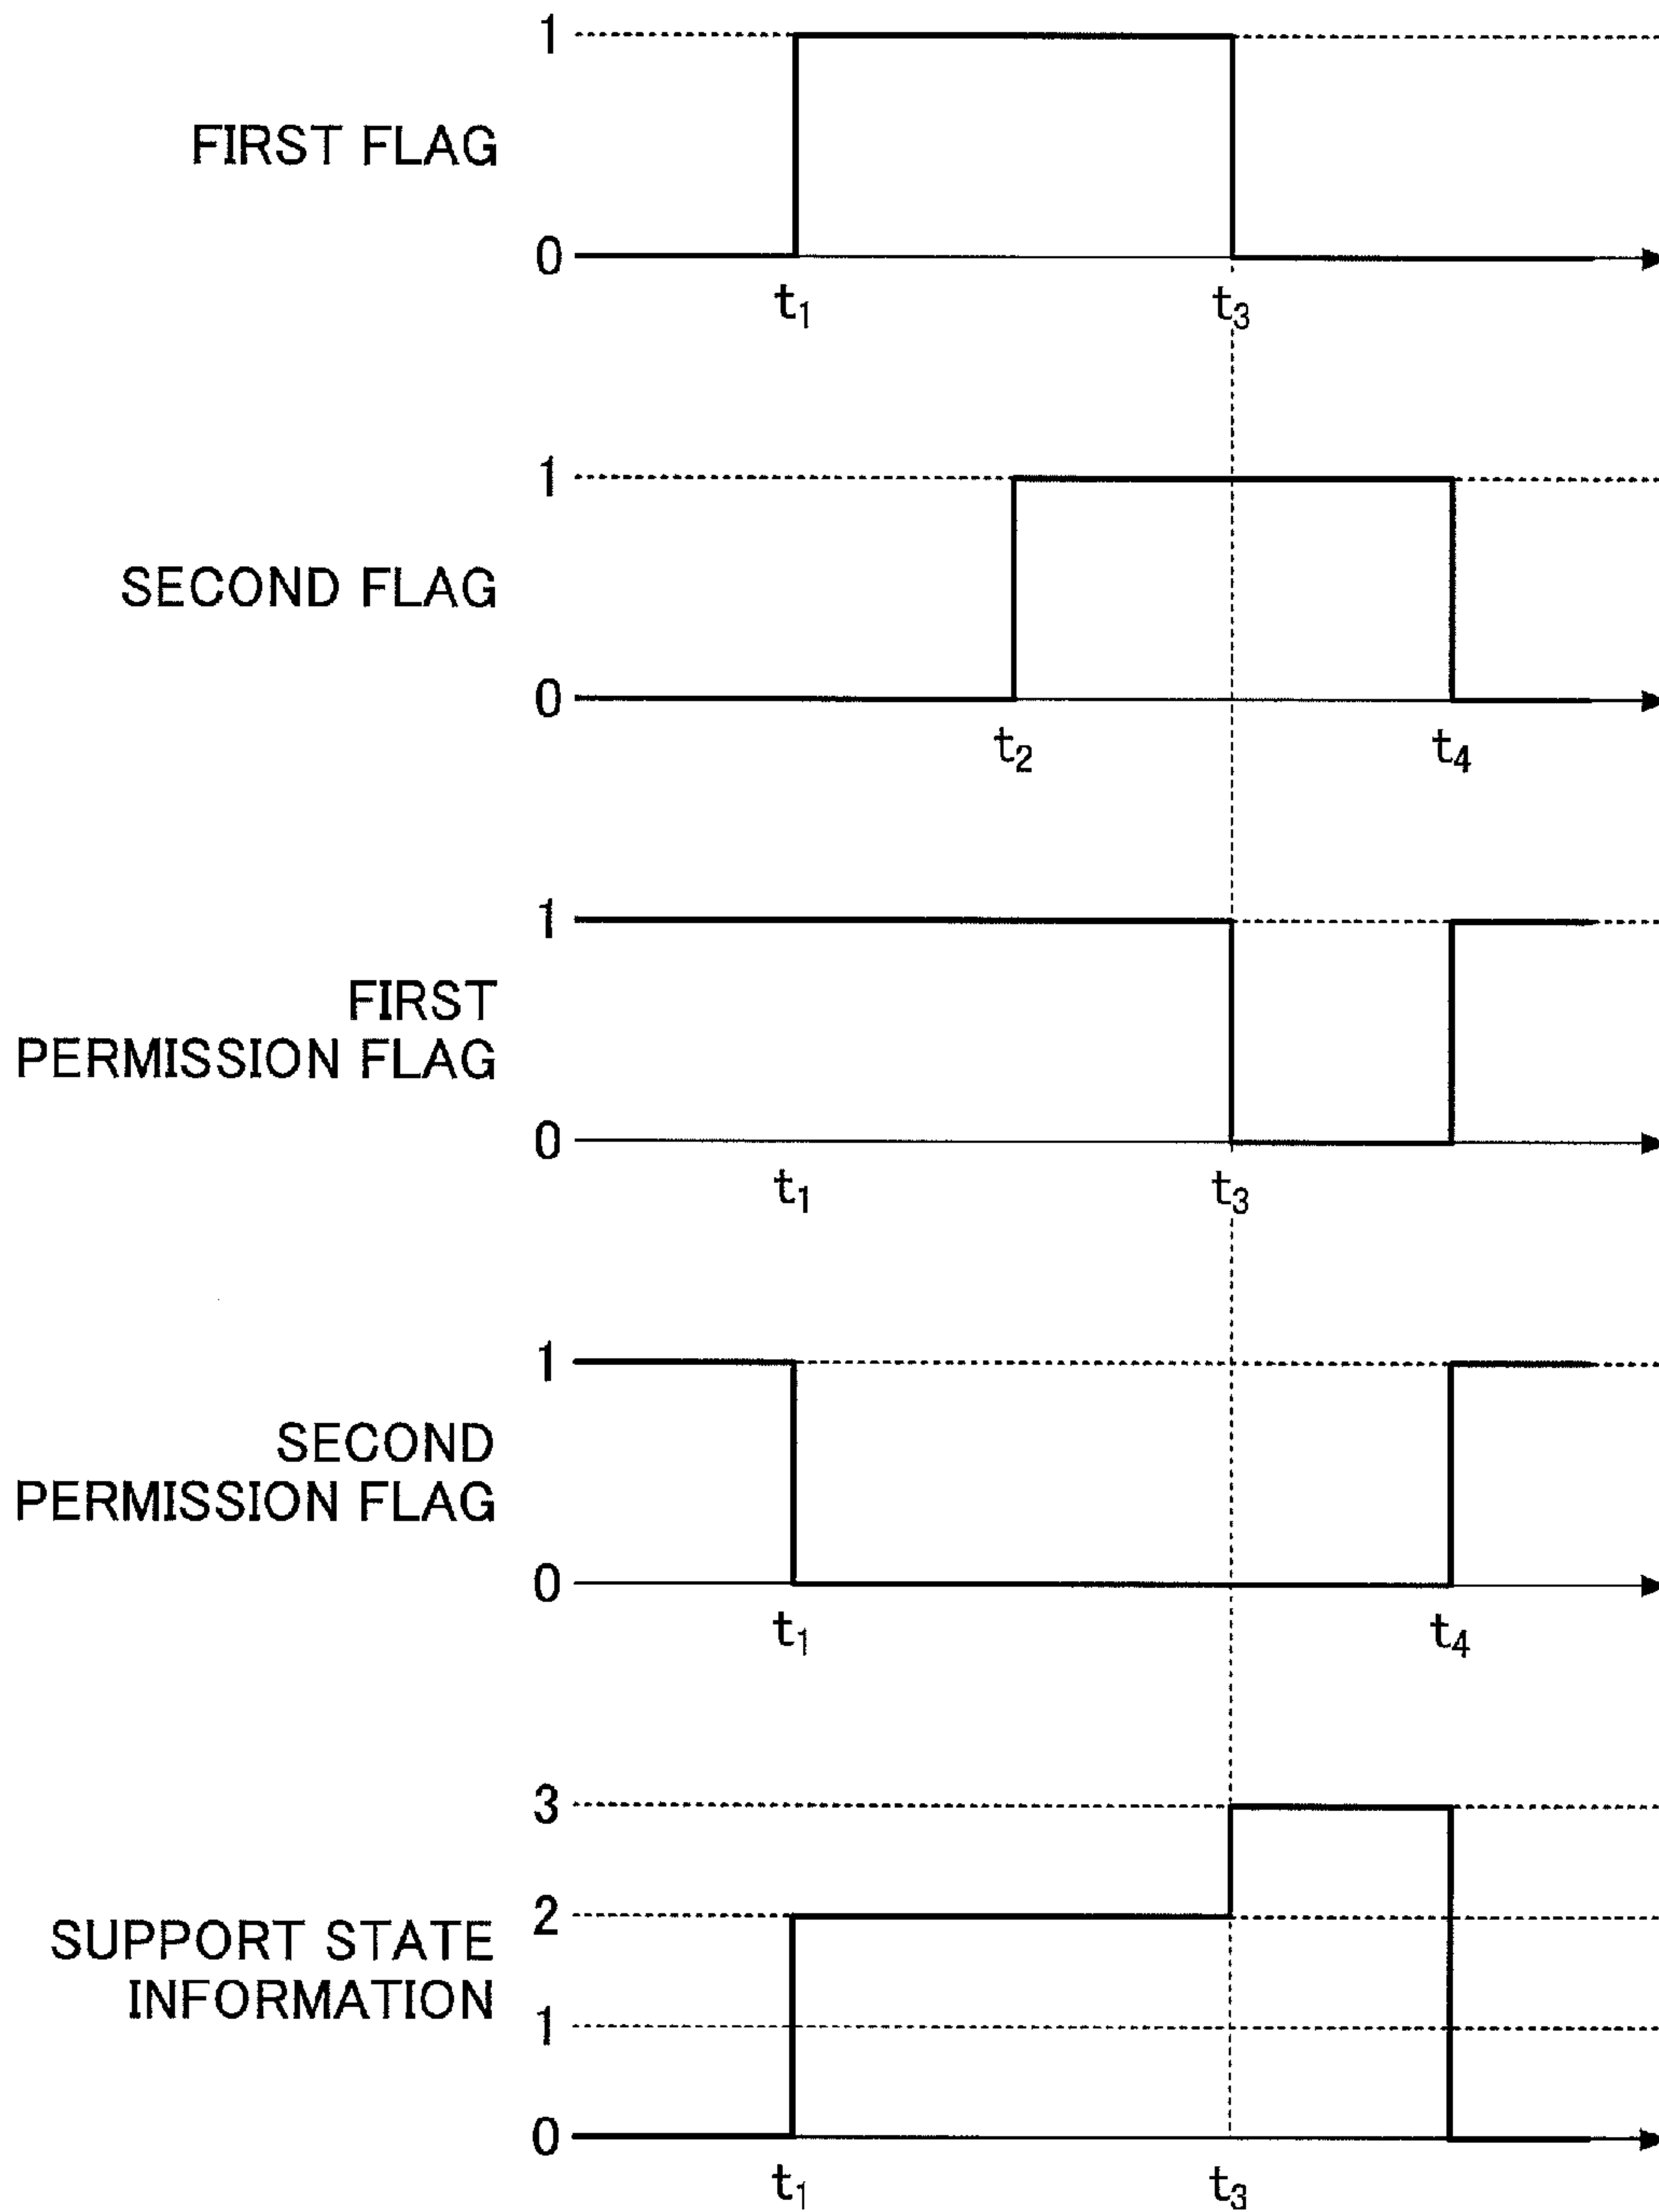 1
FIRST FLAG
0
t₁ t₃
1
SECOND FLAG
0
t₂ t₄
1
FIRST
PERMISSION FLAG
0
t₁ t₃
1
SECOND
PERMISSION FLAG
0
t₁ t₄
3
2
SUPPORT STATE
INFORMATION
1
0
t₁ t₃